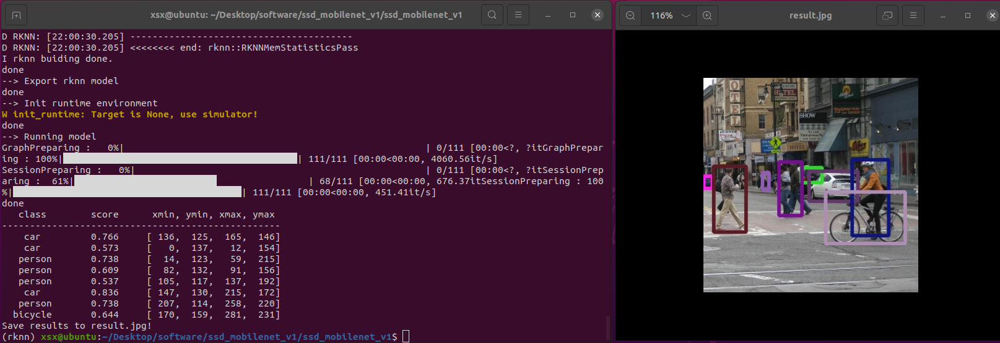 xsx@ubuntu: ~/Desktop/software/ssd_mobilenet_v1/ssd_mobilenet_v1
D RKNN: [22:00:30.205] ----------------------------------------
D RKNN: [22:00:30.205] <<<<<<<< end: rknn::RKNNMemStatisticsPass
I rknn buiding done.
done
--> Export rknn model
done
--> Init runtime environment
W init_runtime: Target is None, use simulator!
done
--> Running model
GraphPreparing :   0%|                                                      | 0/111 [00:00<?, ?itGraphPrepar
ing : 100%|                                          | 111/111 [00:00<00:00, 4060.56it/s]
SessionPreparing :   0%|                                                    | 0/111 [00:00<?, ?itSessionPrep
aring :  61%|                                          | 68/111 [00:00<00:00, 676.37itSessionPreparing : 100
%|                                         | 111/111 [00:00<00:00, 451.41it/s]
done
   class        score      xmin, ymin, xmax, ymax
--------------------------------------------------
    car         0.766     [ 136,  125,  165,  146]
    car         0.573     [   0,  137,   12,  154]
   person       0.738     [  14,  123,   59,  215]
   person       0.609     [  82,  132,   91,  156]
   person       0.537     [ 105,  117,  137,  192]
    car         0.836     [ 147,  130,  215,  172]
   person       0.738     [ 207,  114,  258,  220]
  bicycle       0.644     [ 170,  159,  281,  231]
Save results to result.jpg!
(rknn) xsx@ubuntu:~/Desktop/software/ssd_mobilenet_v1/ssd_mobilenet_v1$
116%
result.jpg
OTEL
HOTEL
SHOW
Pizza
HOTEL